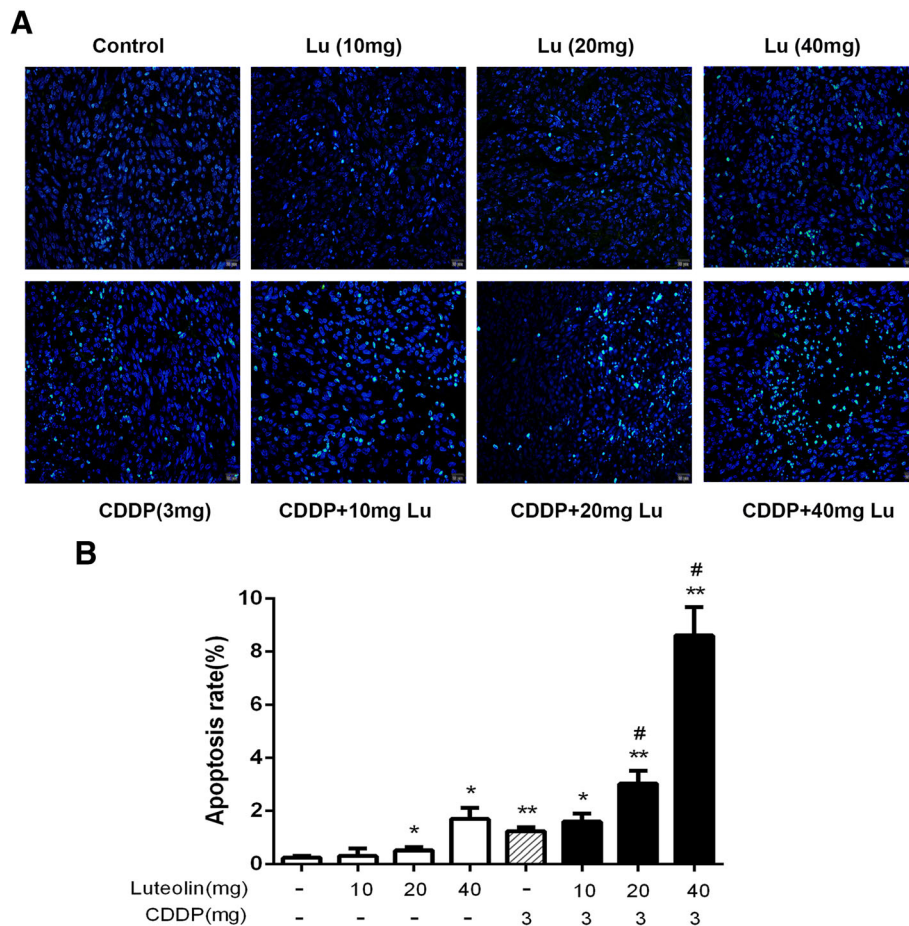 A
Control Lu (10mg) Lu (20mg) Lu (40mg)
CDDP(3mg) CDDP+10mg Lu CDDP+20mg Lu CDDP+40mg Lu
B
Apoptosis rate(%)
10
8
6
4
2
0
* * ** * # ** # **
Luteolin(mg) - 10 20 40 - 10 20 40
CDDP(mg) - - - - 3 3 3 3